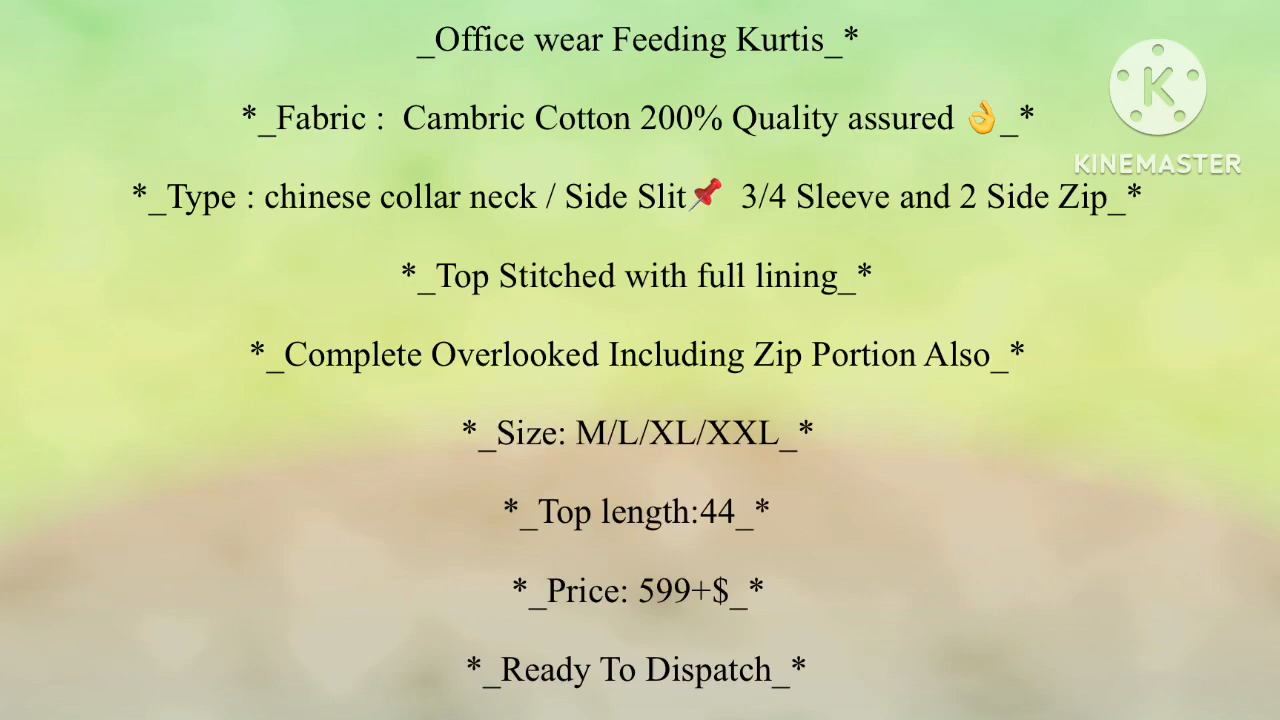 _Office wear Feeding Kurtis_*
*_Fabric :  Cambric Cotton 200% Quality assured 👌_*
*_Type : chinese collar neck / Side Slit📌  3/4 Sleeve and 2 Side Zip_*
*_Top Stitched with full lining_*
*_Complete Overlooked Including Zip Portion Also_*
*_Size: M/L/XL/XXL_*
*_Top length:44_*
*_Price: 599+$_*
*_Ready To Dispatch_*
K
KINEMASTER